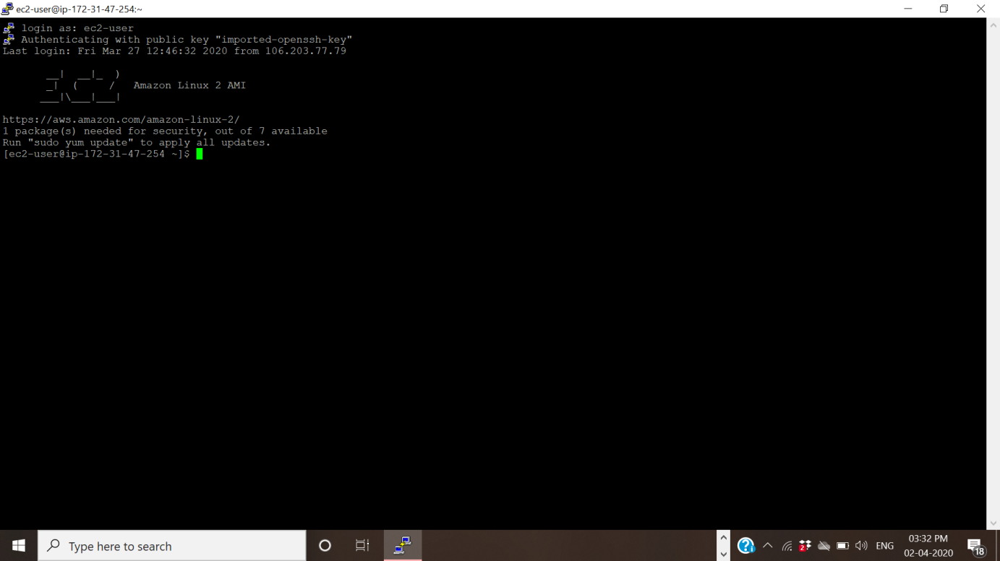 ec2-user@ip-172-31-47-254:~
login as: ec2-user
Authenticating with public key "imported-openssh-key"
Last login: Fri Mar 27 12:46:32 2020 from 106.203.77.79
       __|  __|_  )
       _|  (     /   Amazon Linux 2 AMI
      ___|\___|___|
https://aws.amazon.com/amazon-linux-2/
1 package(s) needed for security, out of 7 available
Run "sudo yum update" to apply all updates.
[ec2-user@ip-172-31-47-254 ~]$
Type here to search
2
ENG
03:32 PM
02-04-2020
18